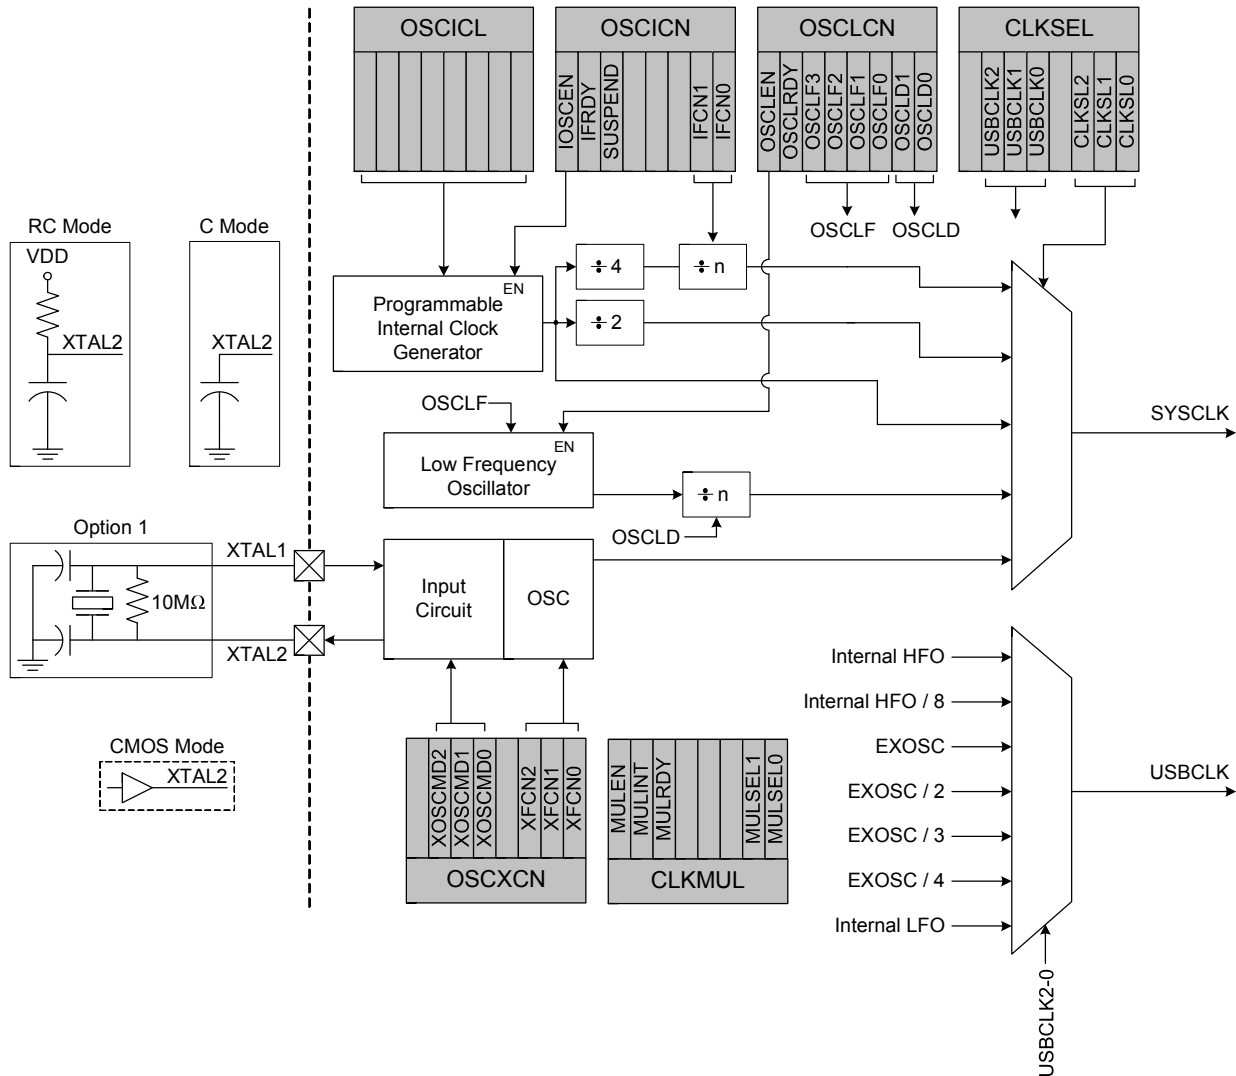 OSCICL
OSCICN
OSCLCN
CLKSEL
IOSCEN
IFRDY
SUSPEND
IFCN1
IFCN0
OSCLEN
OSCLRDY
OSCLF3
OSCLF2
OSCLF1
OSCLF0
OSCLD1
OSCLD0
USBCLK2
USBCLK1
USBCLK0
CLKSL2
CLKSL1
CLKSL0
RC Mode
VDD
XTAL2
C Mode
XTAL2
OSCLF
OSCLD
EN
Programmable
Internal Clock
Generator
÷ 4
÷ n
÷ 2
OSCLF
EN
Low Frequency
Oscillator
÷ n
OSCLD
SYSCLK
Option 1
XTAL1
10MΩ
XTAL2
Input
Circuit
OSC
CMOS Mode
XTAL2
XOSCMD2
XOSCMD1
XOSCMD0
XFCN2
XFCN1
XFCN0
OSCXCN
MULEN
MULINT
MULRDY
MULSEL1
MULSEL0
CLKMUL
Internal HFO
Internal HFO / 8
EXOSC
EXOSC / 2
EXOSC / 3
EXOSC / 4
Internal LFO
USBCLK
USBCLK2-0